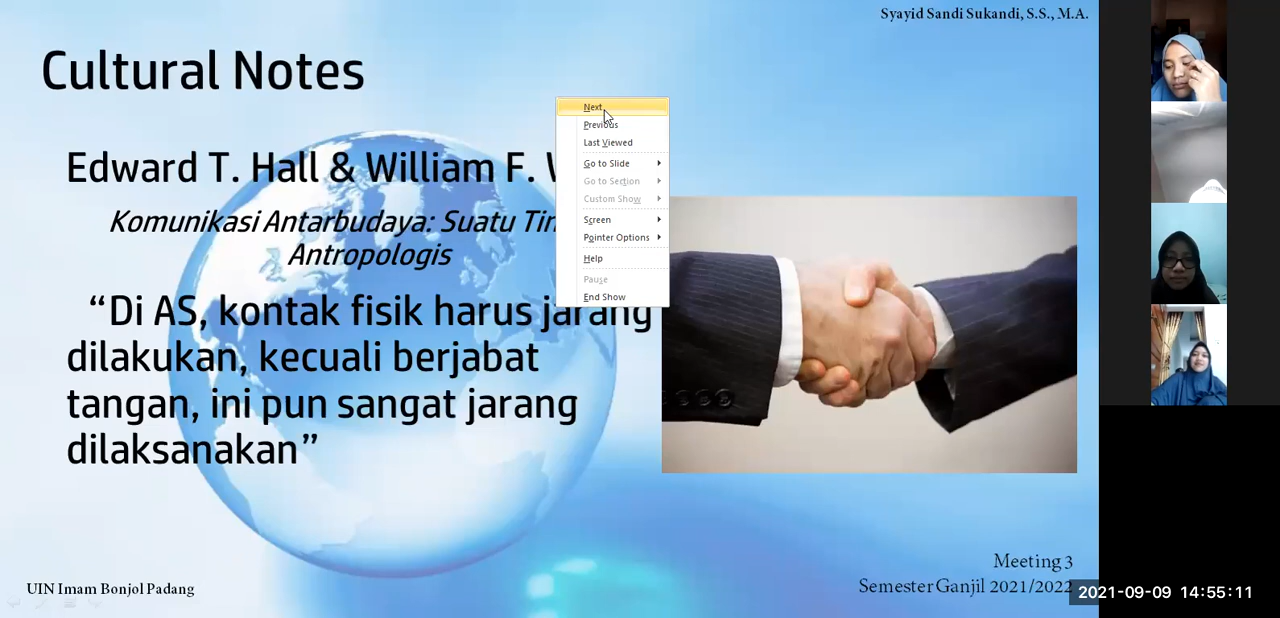 Syayid Sandi Sukandi, S.S., M.A.
Cultural Notes
Edward T. Hall & William F.
Komunikasi Antarbudaya: Suatu
Antropologis
“Di AS, kontak fisik harus jarang
dilakukan, kecuali berjabat
tangan, ini pun sangat jarang
dilaksanakan”
Next
Previous
Last Viewed
Go to Slide
Go to Section
Custom Show
Screen
Pointer Options
Help
Pause
End Show
Meeting 3
Semester Ganjil 2021/2022
UIN Imam Bonjol Padang
2021-09-09 14:55:11